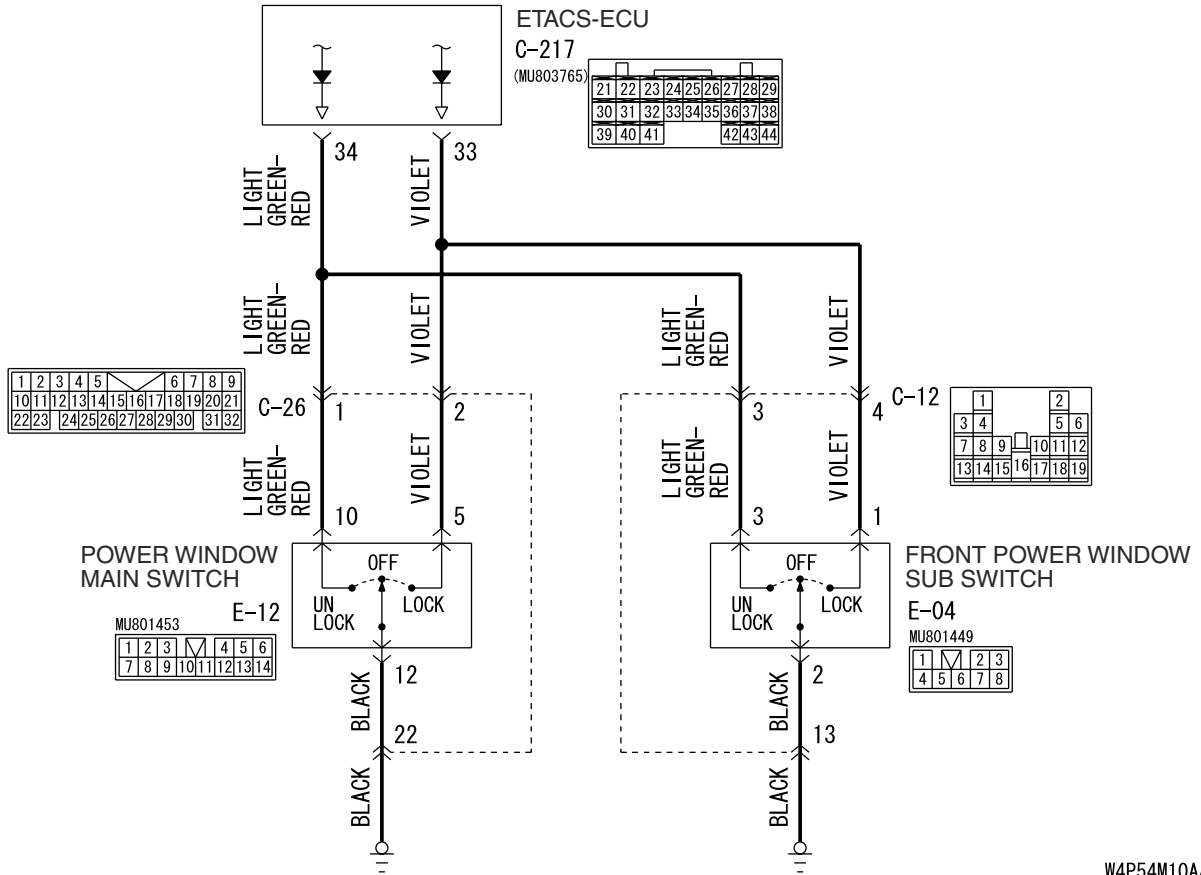 ETACS-ECU
C-217
(MU803765)
21 22 23 24 25 26 27 28 29
30 31 32 33 34 35 36 37 38
39 40 41 42 43 44
34
33
LIGHT
GREEN-
RED
VIOLET
LIGHT
GREEN-
RED
VIOLET
LIGHT
GREEN-
RED
VIOLET
1 2 3 4 5 6 7 8 9
10 11 12 13 14 15 16 17 18 19 20 21
22 23 24 25 26 27 28 29 30 31 32
C-26
1
2
3
4
C-12
1 2
3 4 5 6
7 8 9 10 11 12
13 14 15 16 17 18 19
LIGHT
GREEN-
RED
VIOLET
LIGHT
GREEN-
RED
VIOLET
10
5
3
1
POWER WINDOW
MAIN SWITCH
E-12
MU801453
1 2 3 4 5 6
7 8 9 10 11 12 13 14
OFF
UN
LOCK
LOCK
OFF
UN
LOCK
LOCK
FRONT POWER WINDOW
SUB SWITCH
E-04
MU801449
1 2 3
4 5 6 7 8
12
BLACK
22
BLACK
2
BLACK
13
BLACK